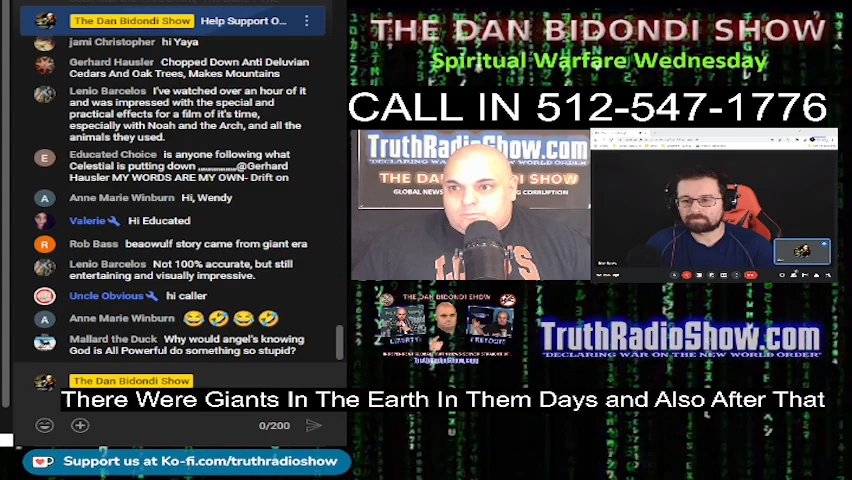 The Dan Bidondi Show Help Support O...
jami Christopher hi Yaya
Gerhard Hausler Chopped Down Anti Deluvian
Cedars And Oak Trees, Makes Mountains
Lenio Barcelos I've watched over an hour of it
and was impressed with the special and
practical effects for a film of it's time,
especially with Noah and the Arch, and all the
animals they used.
E Educated Choice is anyone following what
Celestial is putting down ................@Gerhard
Hausler MY WORDS ARE MY OWN- Drift on
A Anne Marie Winburn Hi, Wendy
Valerie Hi Educated
R Rob Bass beaowulf story came from giant era
Lenio Barcelos Not 100% accurate, but still
entertaining and visually impressive.
Uncle Obvious hi caller
A Anne Marie Winburn 😂🤣😂🤣
Mallard the Duck Why would angel's knowing
God is All Powerful do something so stupid?
The Dan Bidondi Show
0/200
Support us at Ko-fi.com/truthradioshow
THE DAN BIDONDI SHOW
Spiritual Warfare Wednesday
CALL IN 512-547-1776
TruthRadioShow.com
"DECLARING WAR ON THE NEW WORLD ORDER"
THE DAN BIDONDI SHOW
THE DAN BIDONDI SHOW
LIBERTY
FREEDOM
TruthRadioShow.com
TruthRadioShow.com
"DECLARING WAR ON THE NEW WORLD ORDER"
There Were Giants In The Earth In Them Days and Also After That